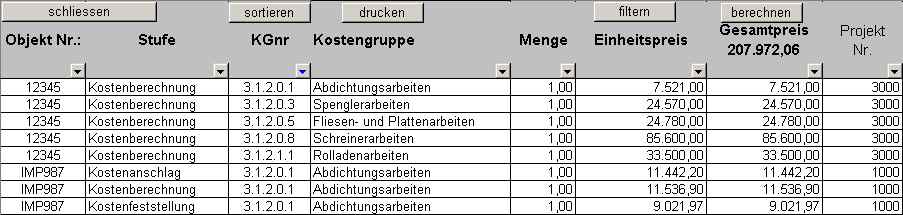 schliessen sortieren drucken filtern berechnen
Objekt Nr.: Stufe KGnr Kostengruppe Menge Einheitspreis Gesamtpreis 207.972,06 Projekt Nr.
12345 Kostenberechnung 3.1.2.0.1 Abdichtungsarbeiten 1,00 7.521,00 7.521,00 3000
12345 Kostenberechnung 3.1.2.0.3 Spenglerarbeiten 1,00 24.570,00 24.570,00 3000
12345 Kostenberechnung 3.1.2.0.5 Fliesen- und Plattenarbeiten 1,00 24.780,00 24.780,00 3000
12345 Kostenberechnung 3.1.2.0.8 Schreinerarbeiten 1,00 85.600,00 85.600,00 3000
12345 Kostenberechnung 3.1.2.1.1 Rolladenarbeiten 1,00 33.500,00 33.500,00 3000
IMP987 Kostenanschlag 3.1.2.0.1 Abdichtungsarbeiten 1,00 11.442,20 11.442,20 1000
IMP987 Kostenberechnung 3.1.2.0.1 Abdichtungsarbeiten 1,00 11.536,90 11.536,90 1000
IMP987 Kostenfeststellung 3.1.2.0.1 Abdichtungsarbeiten 1,00 9.021,97 9.021,97 1000